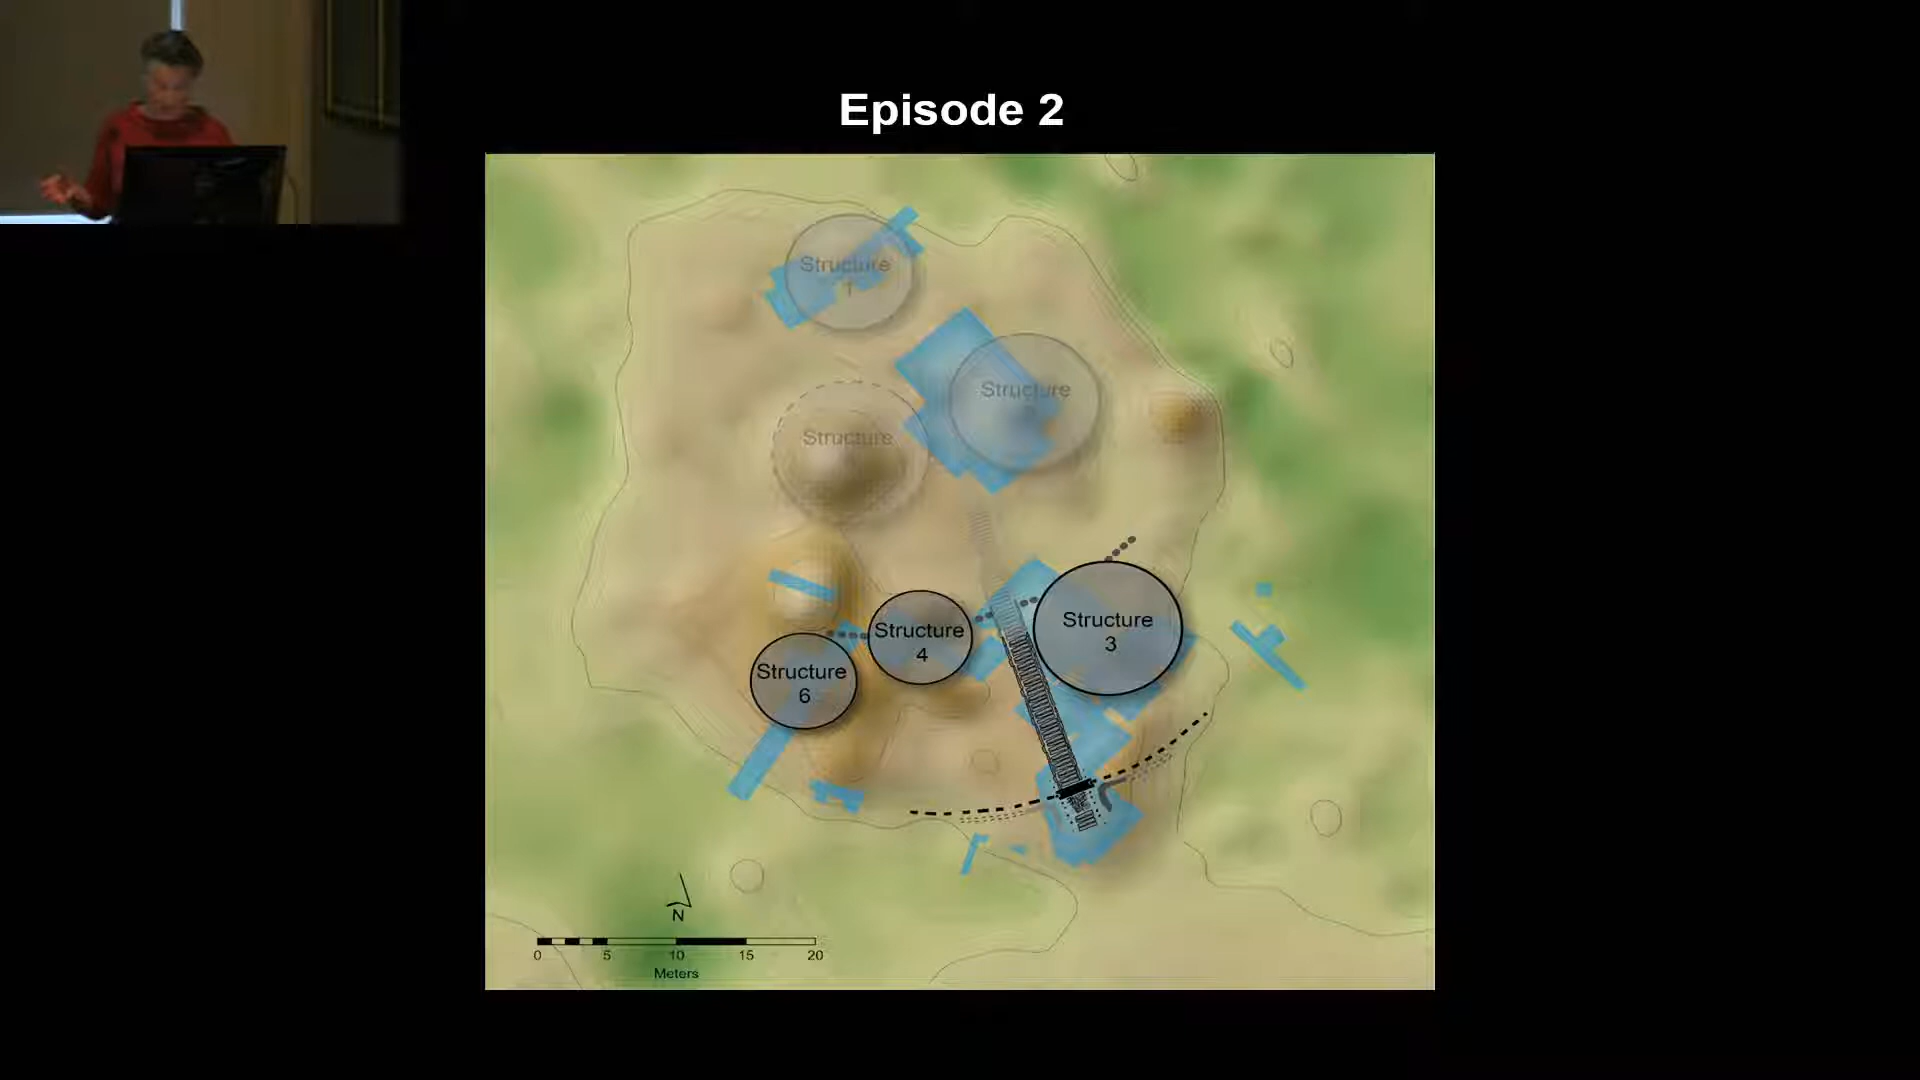 Episode 2
Structure
1
Structure
Structure
Structure
3
Structure
4
Structure
6
N
0 5 10 15 20
Meters